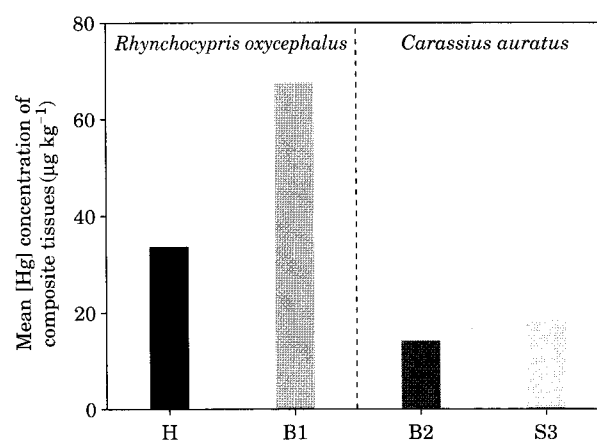 Mean [Hg] concentration of
composite tissues (μg kg⁻¹)
80
60
40
20
0
Rhynchocypris oxycephalus
Carassius auratus
H
B1
B2
S3